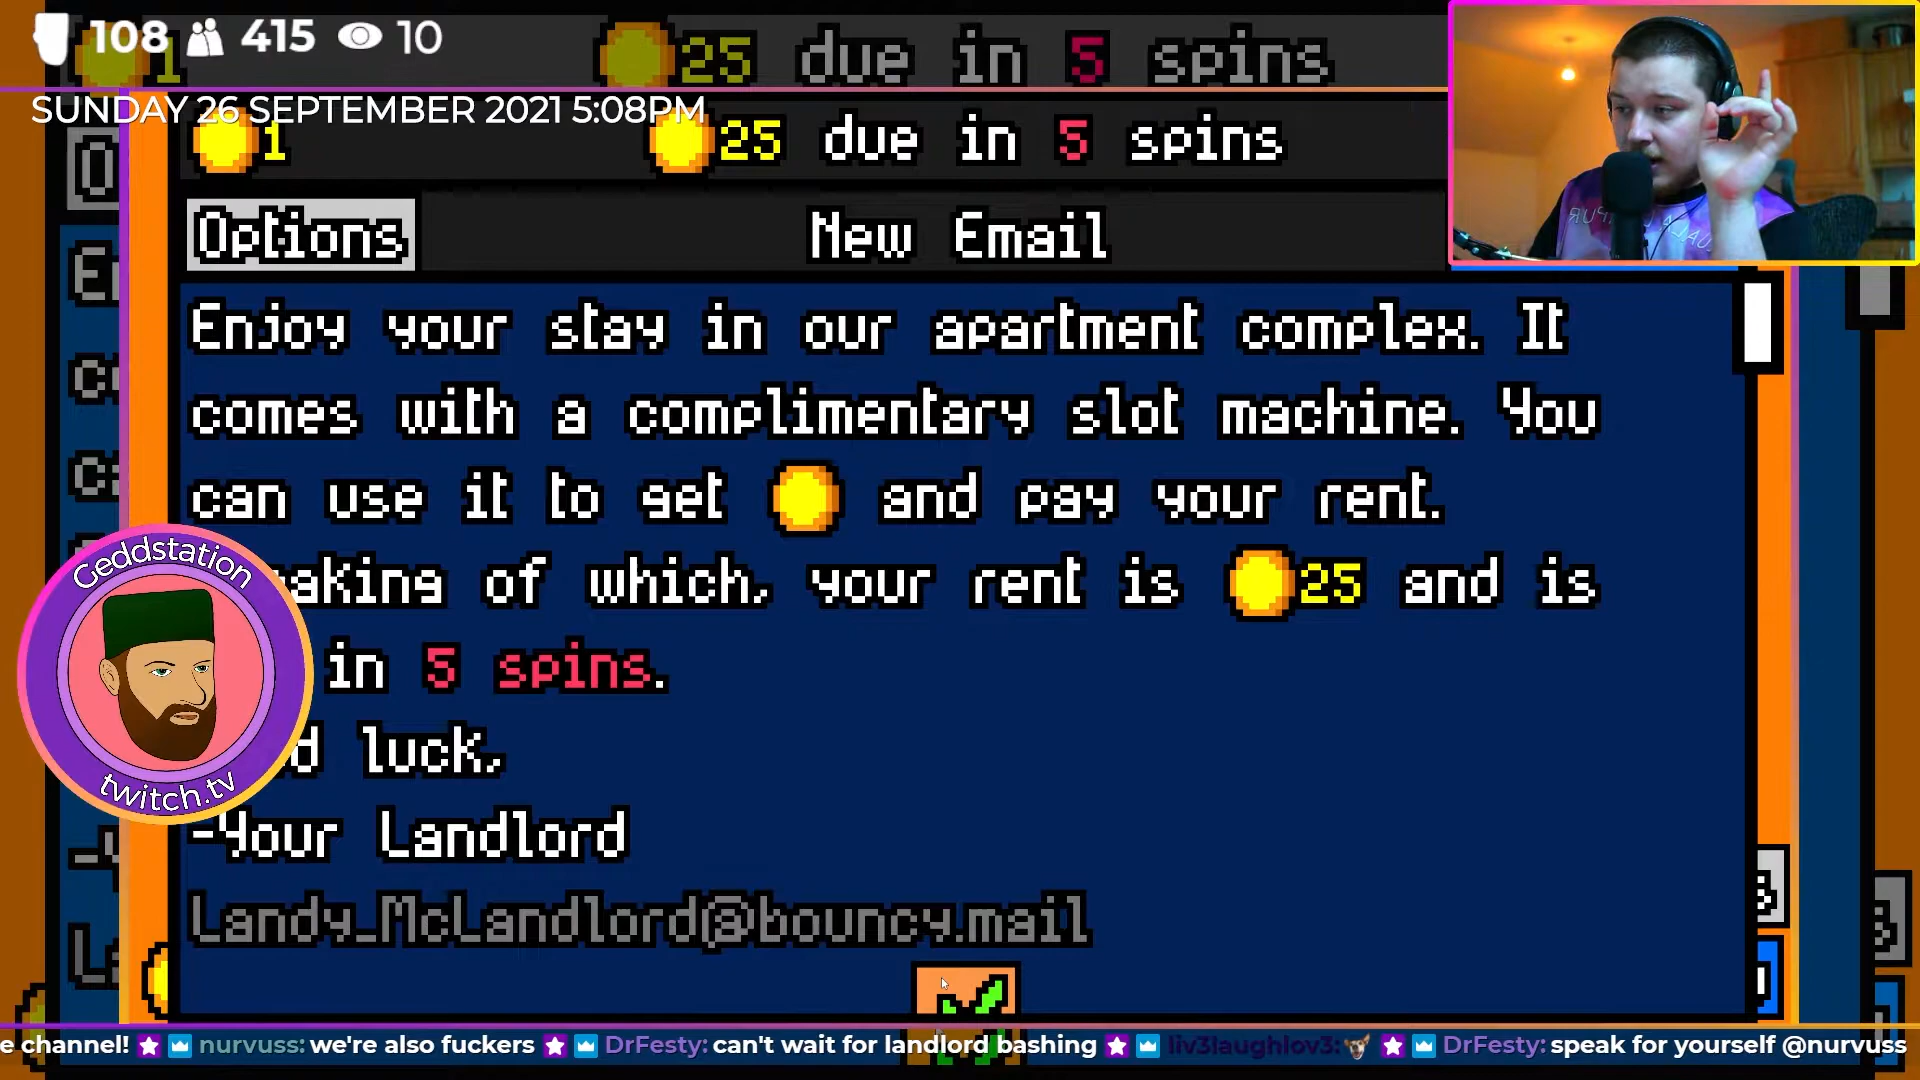 108 415 10
1 25 due in 5 spins
SUNDAY 26 SEPTEMBER 2021 5:08PM
1 25 due in 5 spins
Options New Email
Enjoy your stay in our apartment complex. It
comes with a complimentary slot machine. You
can use it to get and pay your rent.
aking of which, your rent is 25 and is
in 5 spins.
d luck,
-Your Landlord
Landy_McLandlord@bouncy.mail
Geddstation
twitch.tv
e channel! nurvuss: we're also fuckers DrFesty: can't wait for landlord bashing liv3laughlov3: DrFesty: speak for yourself @nurvuss